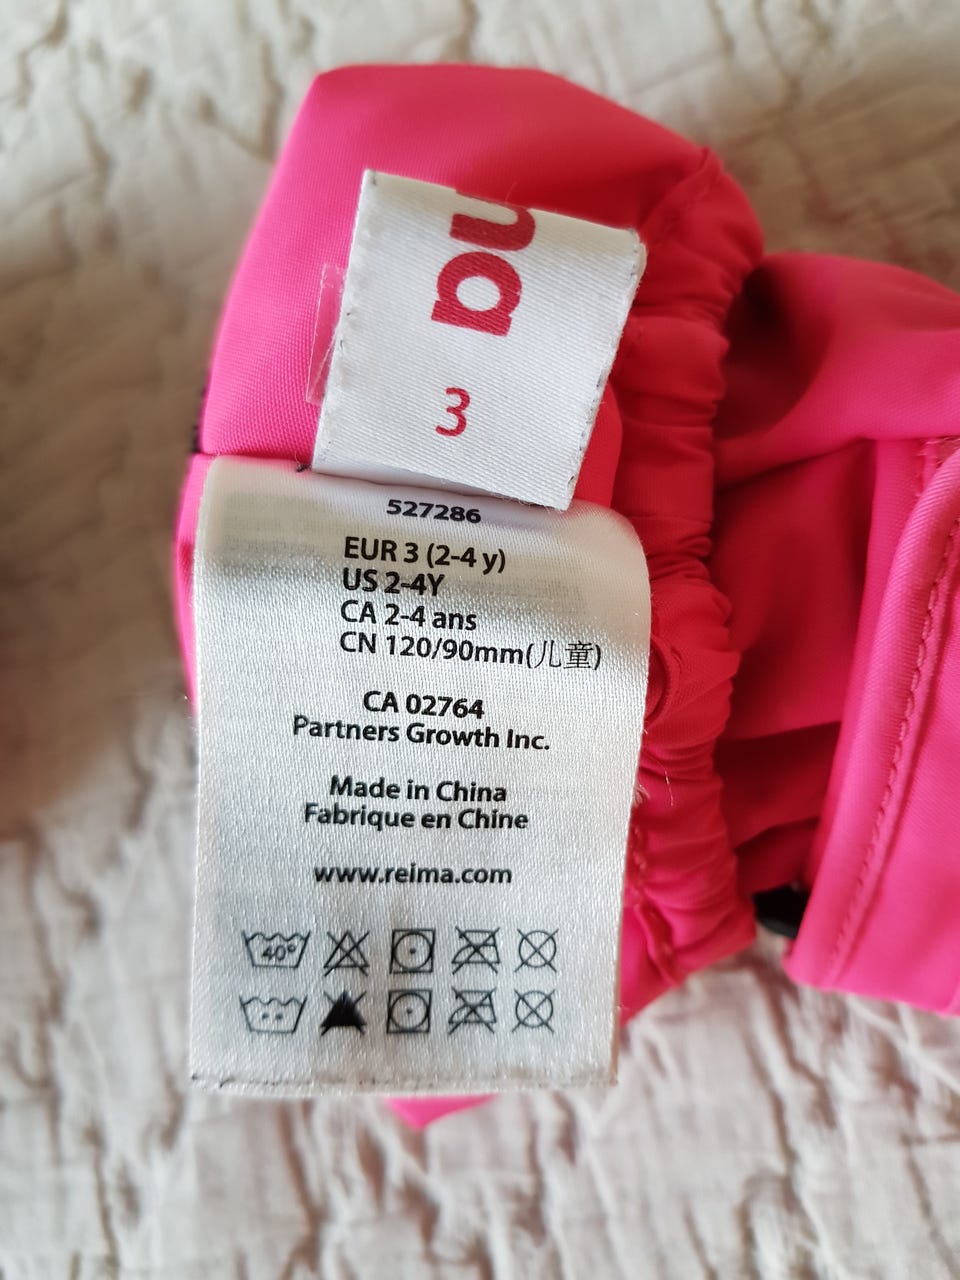 ma
3
527286
EUR 3 (2-4 y)
US 2-4Y
CA 2-4 ans
CN 120/90mm(儿童)
CA 02764
Partners Growth Inc.
Made in China
Fabrique en Chine
www.reima.com
40°